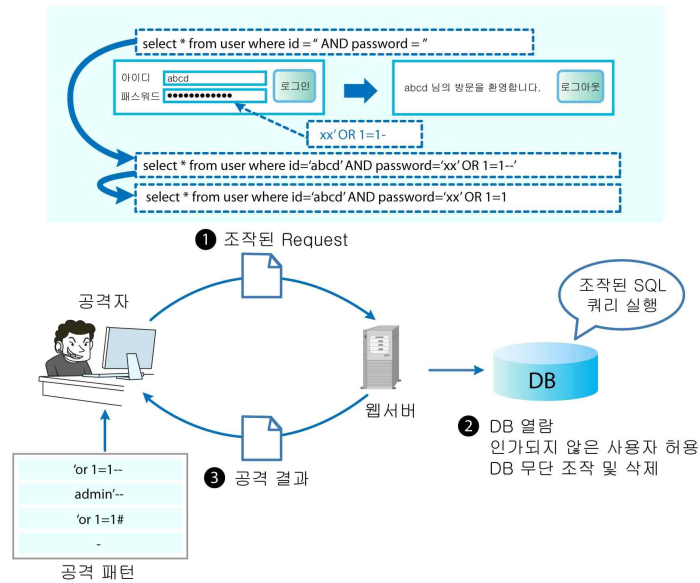 select * from user where id = “ AND password = ”
아이디 abcd
패스워드 ●●●●●●●●●●●●
로그인
abcd 님의 방문을 환영합니다.
로그아웃
xx’ OR 1=1-
select * from user where id=‘abcd’ AND password=‘xx’ OR 1=1--’
select * from user where id=‘abcd’ AND password=‘xx’ OR 1=1
❶ 조작된 Request
공격자
조작된 SQL
쿼리 실행
웹서버
DB
❷ DB 열람
인가되지 않은 사용자 허용
DB 무단 조작 및 삭제
❸ 공격 결과
‘or 1=1--
admin’--
‘or 1=1#
-
공격 패턴